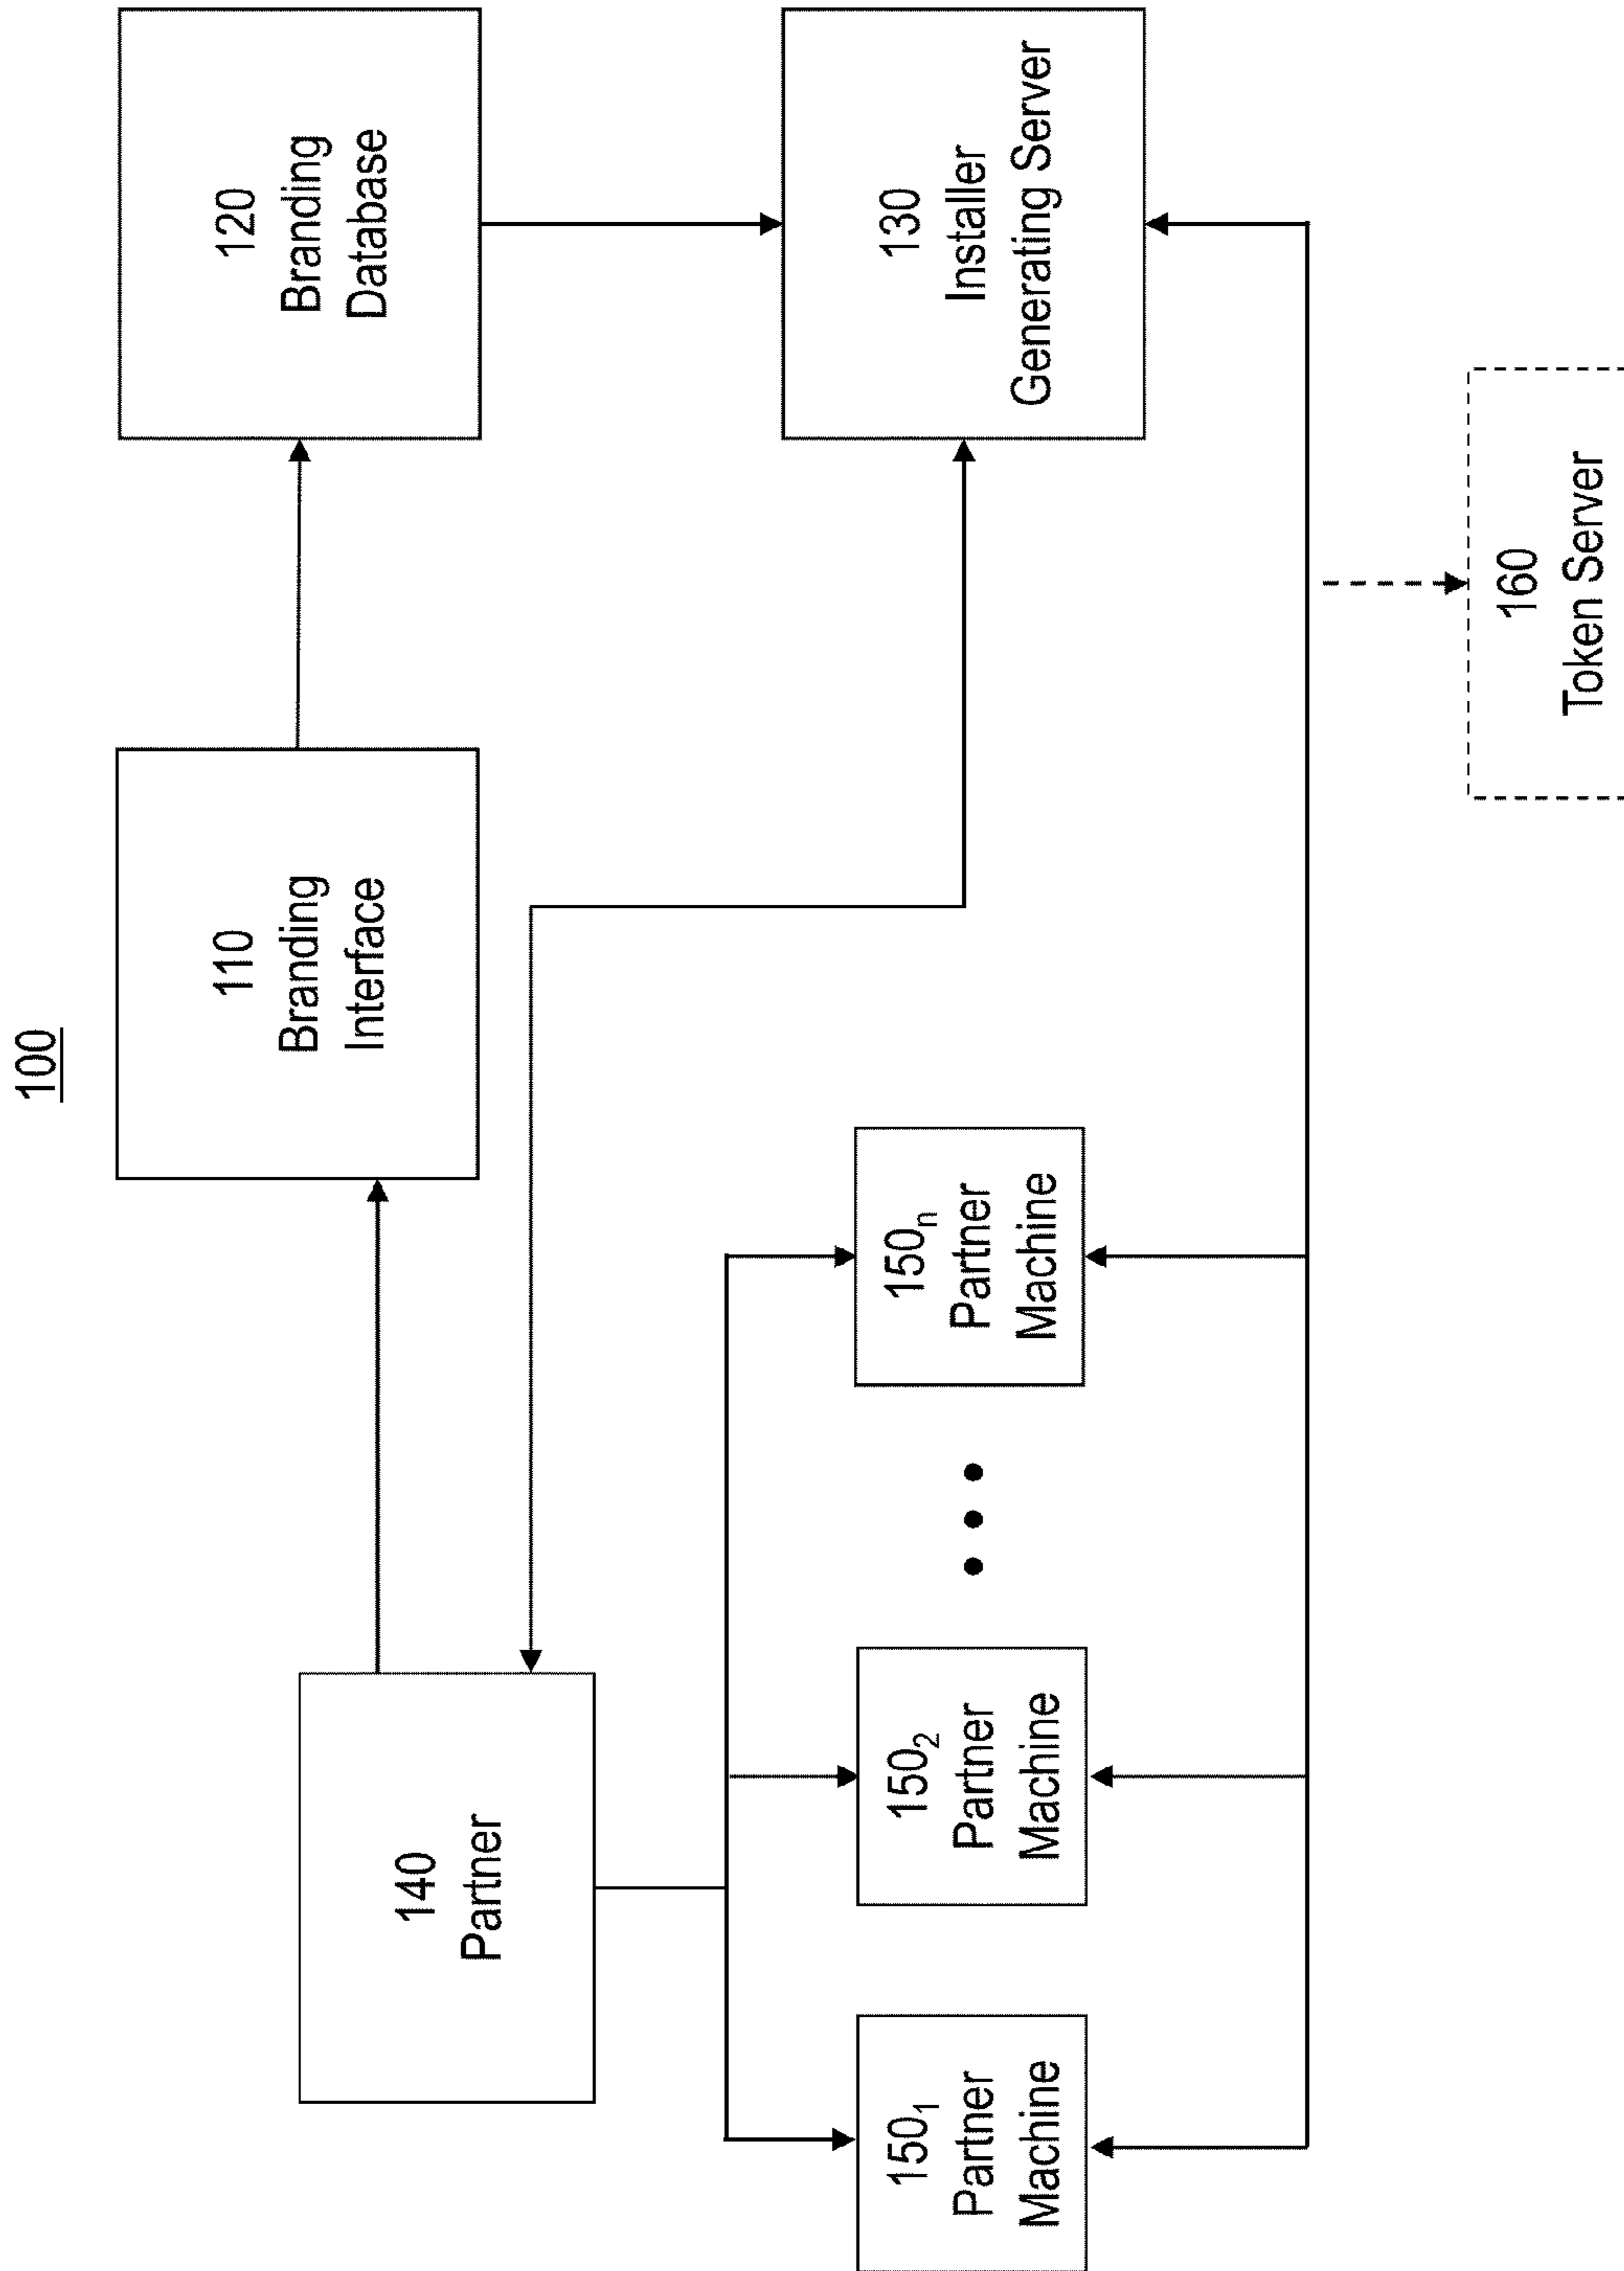 100
110
Branding
Interface
120
Branding
Database
140
Partner
130
Installer
Generating Server
150₁
Partner
Machine
150₂
Partner
Machine
150ₙ
Partner
Machine
160
Token Server